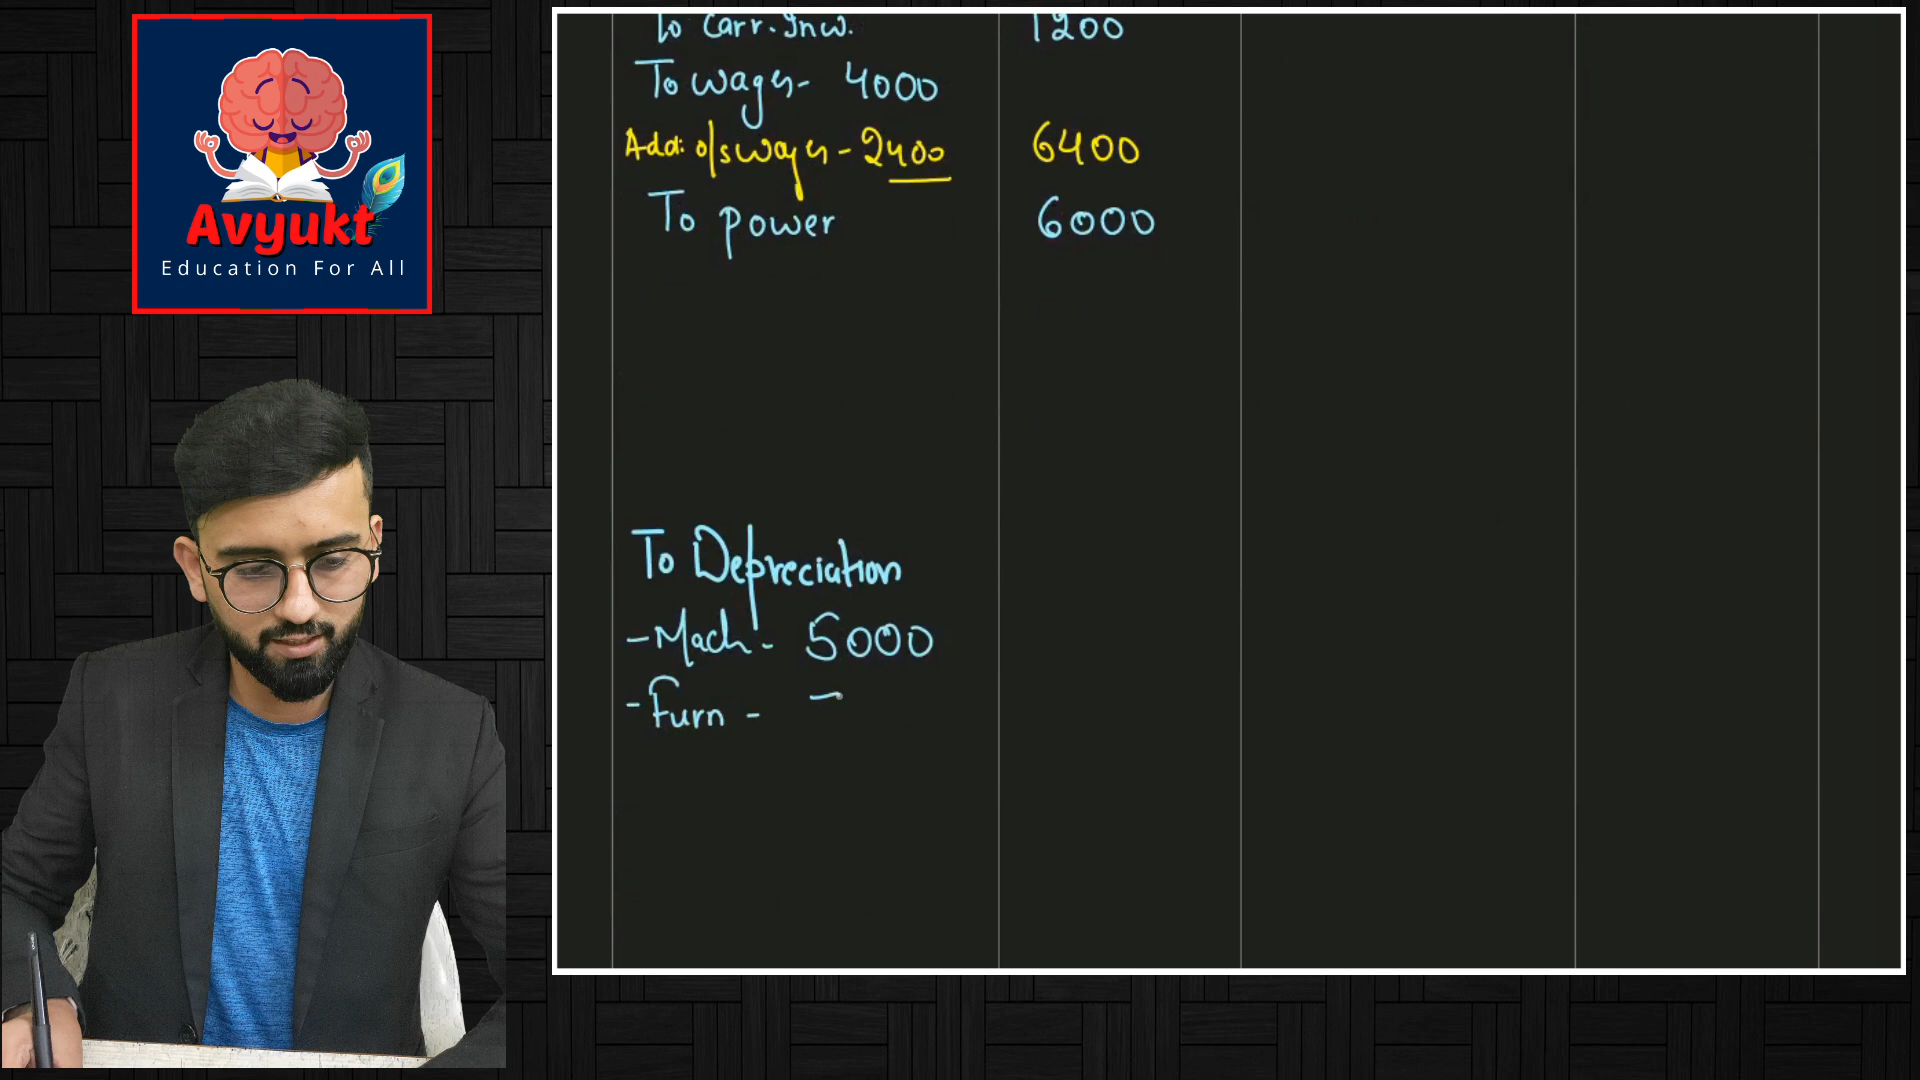 Avyukt
Education For All
To Carr. Inw. 1200
To wages - 4000
Add: o/s wages - 2400 6400
To power 6000
To Depreciation
- Mach - 5000
- Furn -